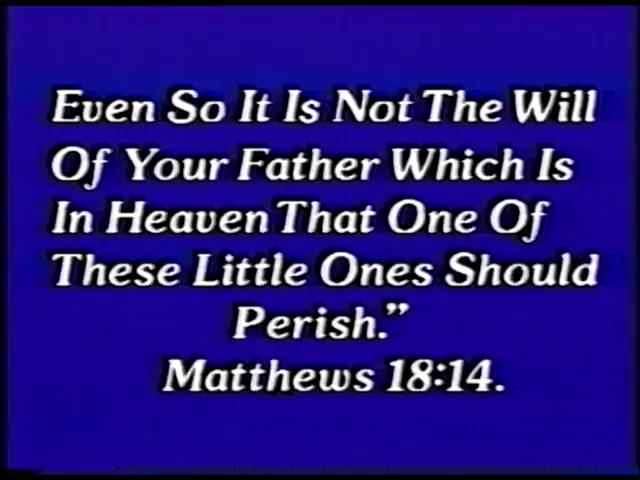 Even So It Is Not The Will
Of Your Father Which Is
In Heaven That One Of
These Little Ones Should
Perish.”
Matthews 18:14.